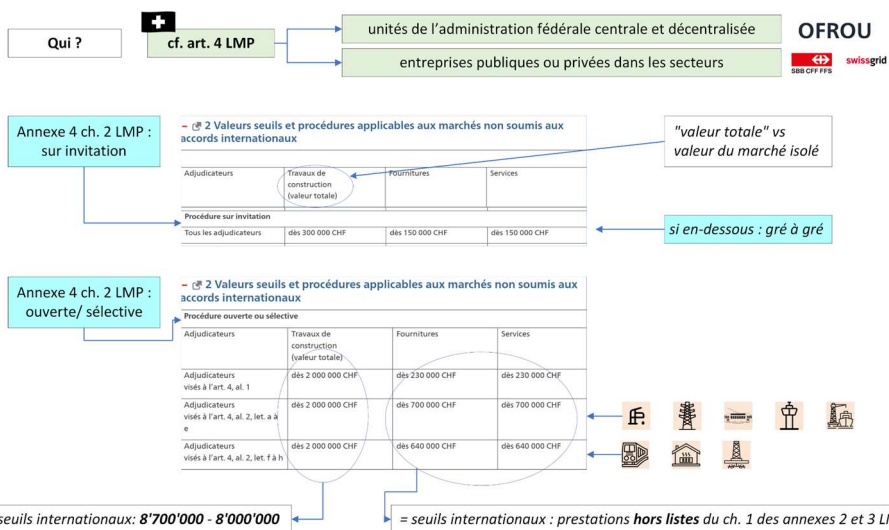 Qui ?
cf. art. 4 LMP
unités de l'administration fédérale centrale et décentralisée
entreprises publiques ou privées dans les secteurs
OFROU
SBB CFF FFS
swissgrid
Annexe 4 ch. 2 LMP :
sur invitation
– 2 Valeurs seuils et procédures applicables aux marchés non soumis aux
accords internationaux
Adjudicateurs
Travaux de
construction
(valeur totale)
Fournitures
Services
Procédure sur invitation
Tous les adjudicateurs
dès 300 000 CHF
dès 150 000 CHF
dès 150 000 CHF
"valeur totale" vs
valeur du marché isolé
si en-dessous : gré à gré
Annexe 4 ch. 2 LMP :
ouverte/ sélective
– 2 Valeurs seuils et procédures applicables aux marchés non soumis aux
accords internationaux
Procédure ouverte ou sélective
Adjudicateurs
Travaux de
construction
(valeur totale)
Fournitures
Services
Adjudicateurs
visés à l'art. 4, al. 1
dès 2 000 000 CHF
dès 230 000 CHF
dès 230 000 CHF
Adjudicateurs
visés à l'art. 4, al. 2, let. a à
e
dès 2 000 000 CHF
dès 700 000 CHF
dès 700 000 CHF
Adjudicateurs
visés à l'art. 4, al. 2, let. f à h
dès 2 000 000 CHF
dès 640 000 CHF
dès 640 000 CHF
seuils internationaux: 8'700'000 - 8'000'000
= seuils internationaux : prestations hors listes du ch. 1 des annexes 2 et 3